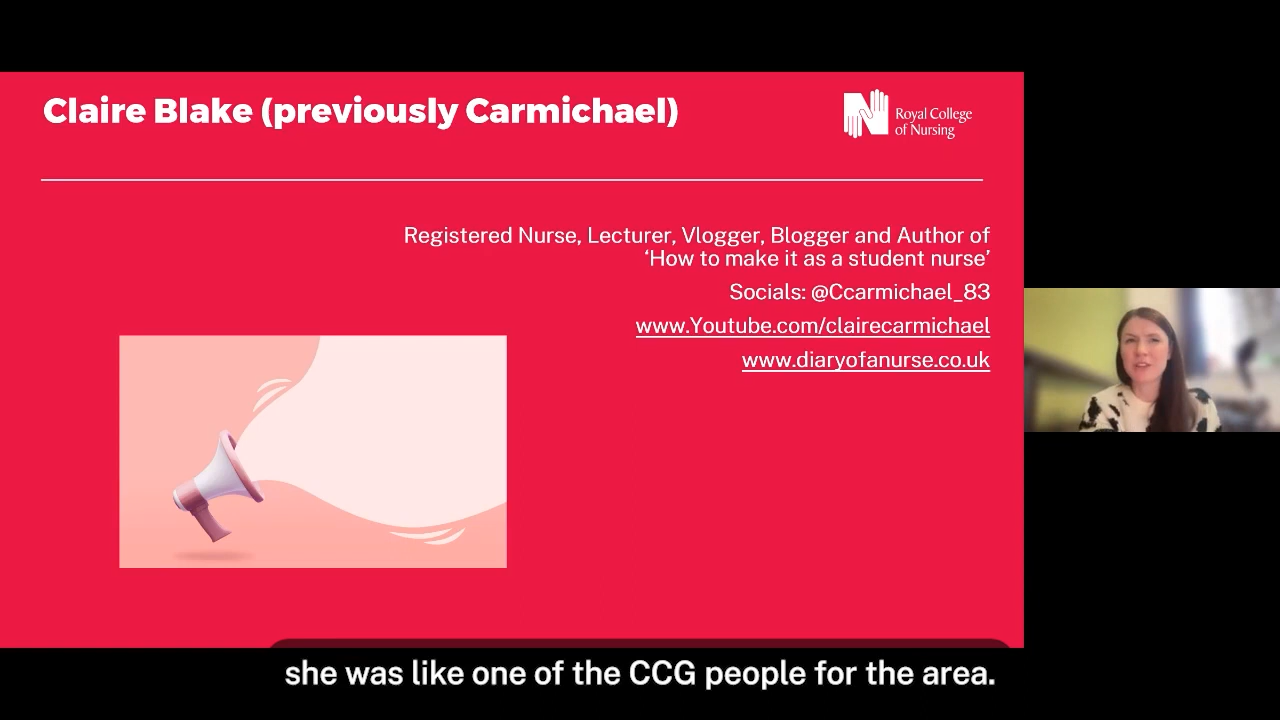 Claire Blake (previously Carmichael)
Royal College
of Nursing
Registered Nurse, Lecturer, Vlogger, Blogger and Author of
‘How to make it as a student nurse’
Socials: @Ccarmichael_83
www.Youtube.com/clairecarmichael
www.diaryofanurse.co.uk
she was like one of the CCG people for the area.